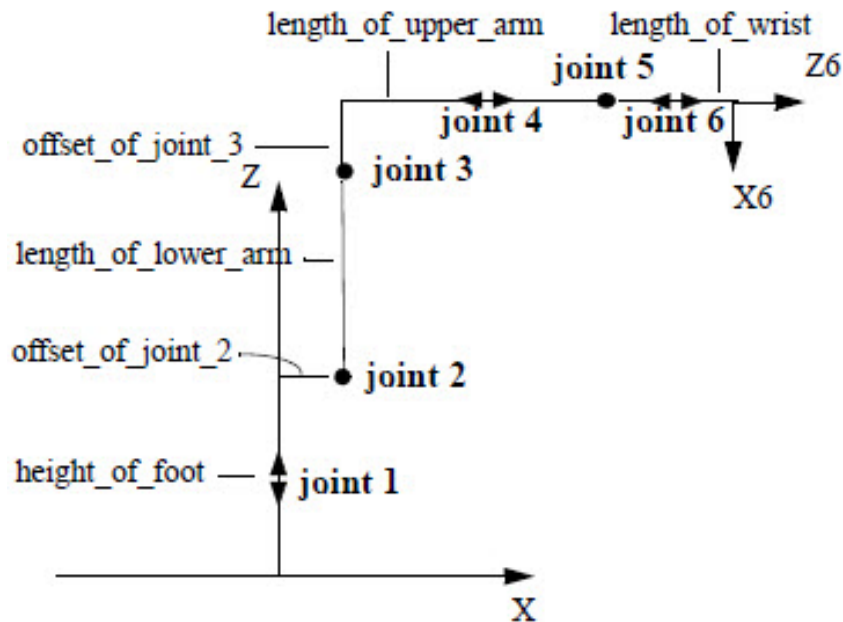 length_of_upper_arm
length_of_wrist
joint 5
Z6
joint 4
joint 6
offset_of_joint_3
Z
joint 3
X6
length_of_lower_arm
offset_of_joint_2
joint 2
height_of_foot
joint 1
X